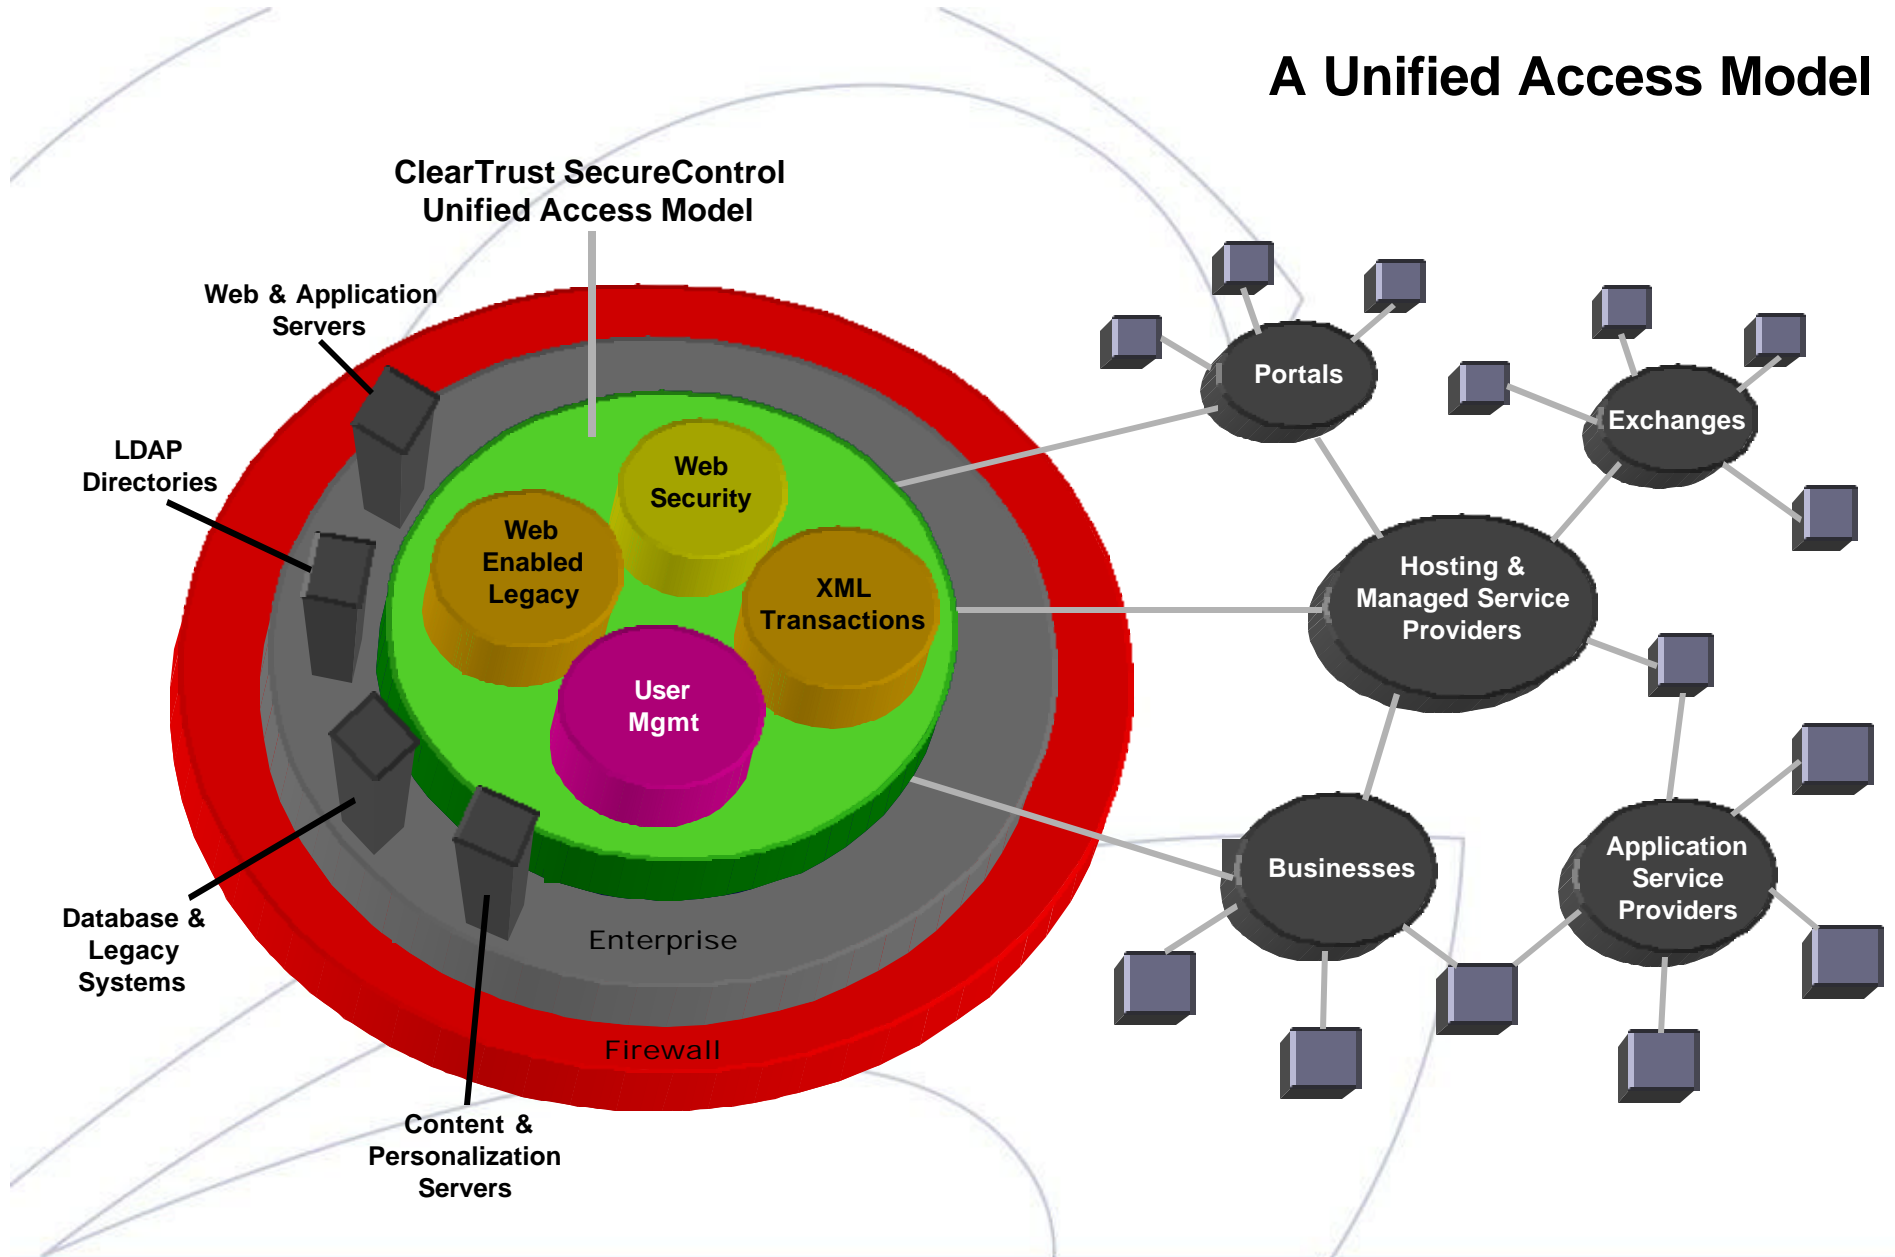 A Unified Access Model
ClearTrust SecureControl
Unified Access Model
Web & Application
Servers
LDAP
Directories
Database &
Legacy
Systems
Content &
Personalization
Servers
Web
Security
Web
Enabled
Legacy
XML
Transactions
User
Mgmt
Enterprise
Firewall
Portals
Exchanges
Hosting &
Managed Service
Providers
Businesses
Application
Service
Providers